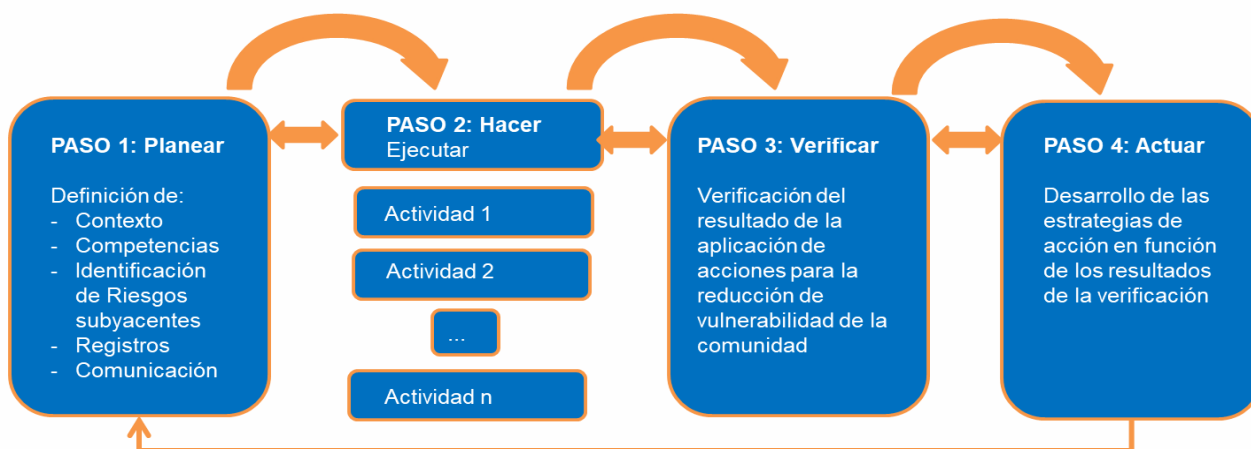 PASO 1: Planear
Definición de:
- Contexto
- Competencias
- Identificación
de Riesgos
subyacentes
- Registros
- Comunicación
PASO 2: Hacer
Ejecutar
Actividad 1
Actividad 2
...
Actividad n
PASO 3: Verificar
Verificación del
resultado de la
aplicación de
acciones para la
reducción de
vulnerabilidad de la
comunidad
PASO 4: Actuar
Desarrollo de las
estrategias de
acción en función
de los resultados
de la verificación